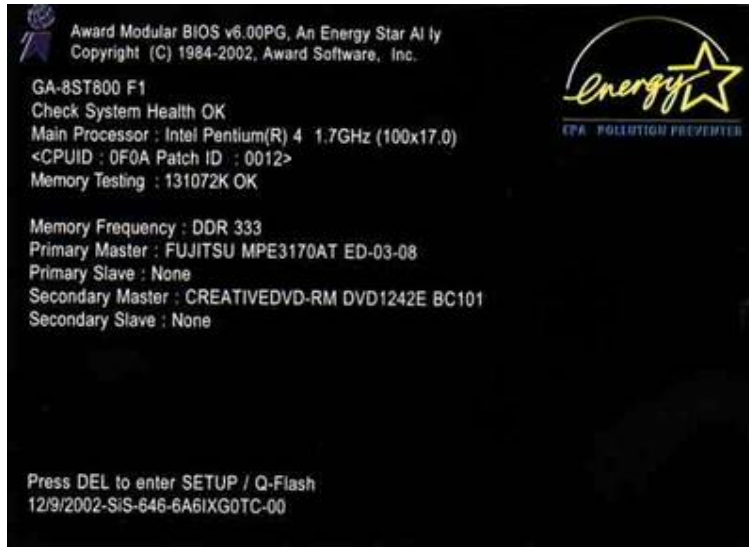 Award Modular BIOS v6.00PG, An Energy Star Al ly
Copyright (C) 1984-2002, Award Software, Inc.
energy
EPA POLLUTION PREVENTER
GA-8ST800 F1
Check System Health OK
Main Processor : Intel Pentium(R) 4 1.7GHz (100x17.0)
<CPUID : 0F0A Patch ID : 0012>
Memory Testing : 131072K OK
Memory Frequency : DDR 333
Primary Master : FUJITSU MPE3170AT ED-03-08
Primary Slave : None
Secondary Master : CREATIVEDVD-RM DVD1242E BC101
Secondary Slave : None
Press DEL to enter SETUP / Q-Flash
12/9/2002-SiS-646-6A6IXG0TC-00